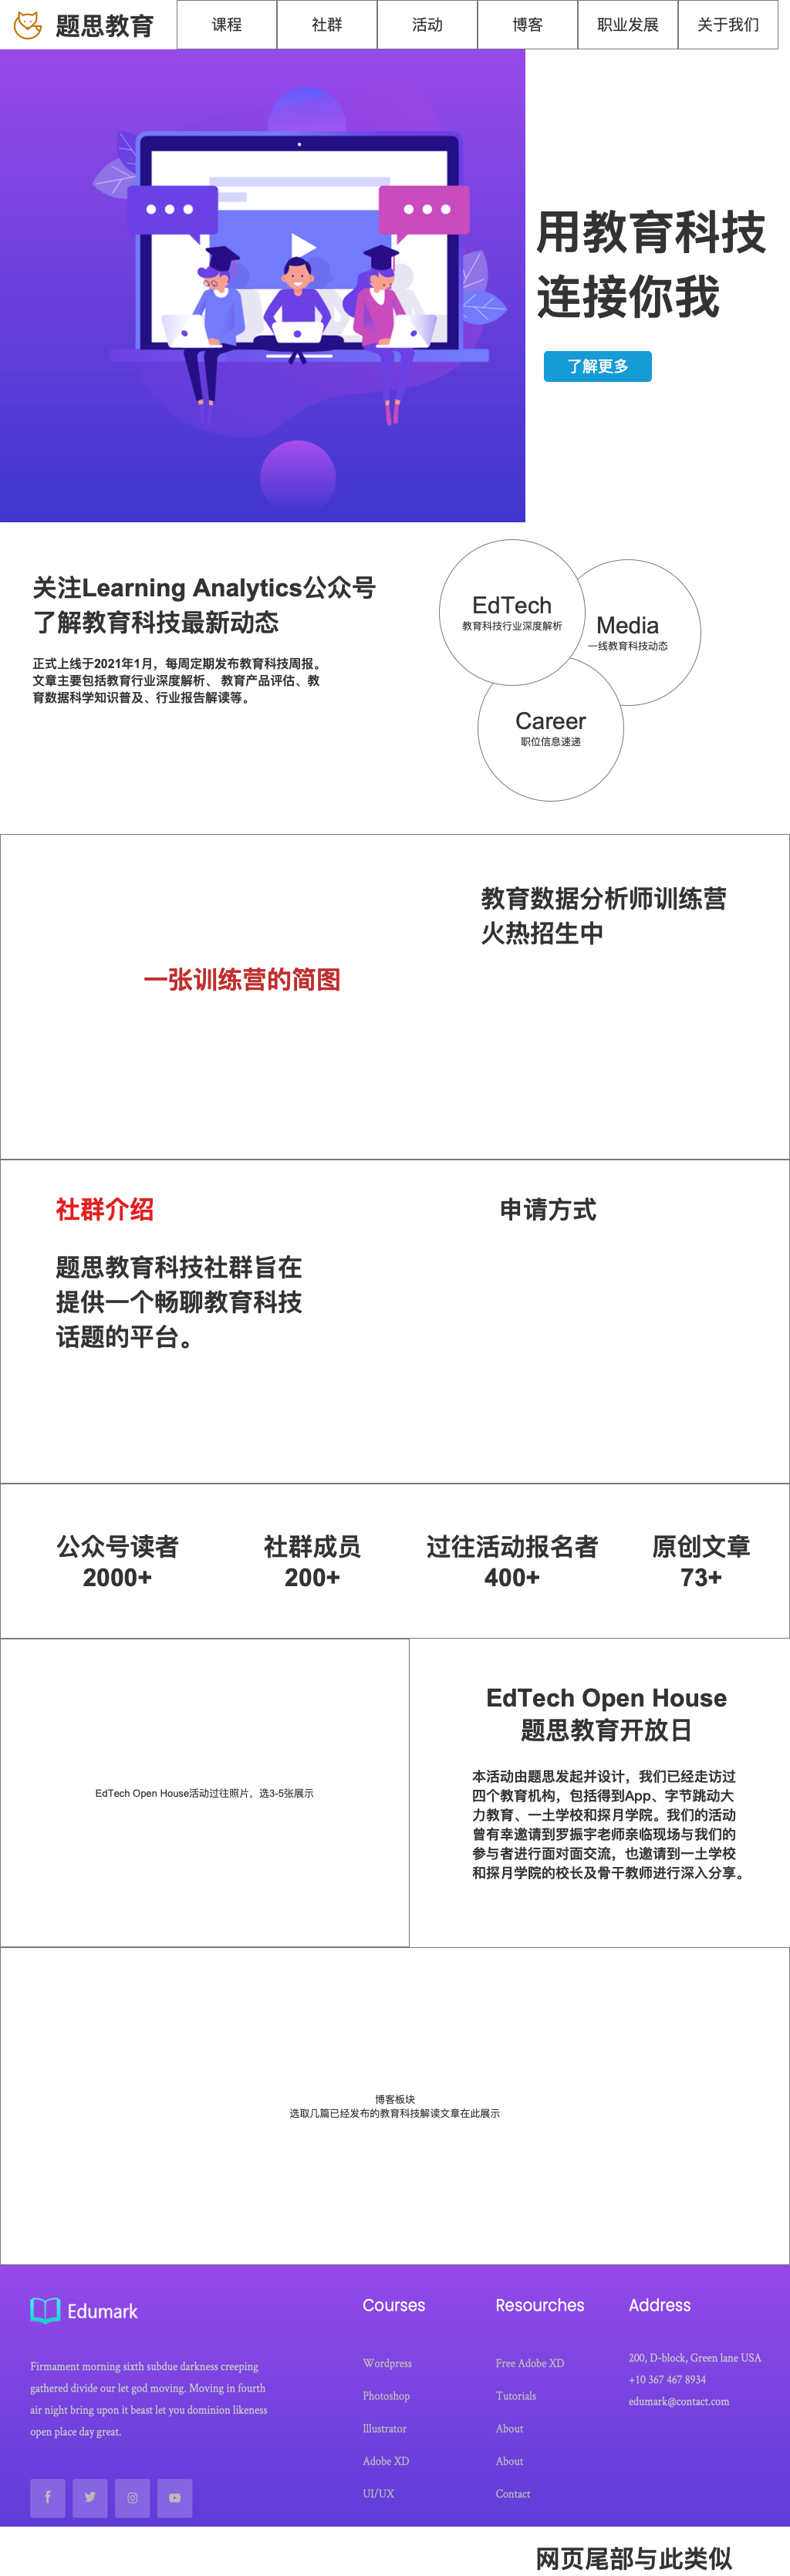 题思教育
课程
社群
活动
博客
职业发展
关于我们
用教育科技
连接你我
了解更多
关注Learning Analytics公众号
了解教育科技最新动态
正式上线于2021年1月，每周定期发布教育科技周报。
文章主要包括教育行业深度解析、 教育产品评估、教
育数据科学知识普及、行业报告解读等。
EdTech
教育科技行业深度解析
Media
一线教育科技动态
Career
职位信息速递
教育数据分析师训练营
火热招生中
一张训练营的简图
社群介绍
题思教育科技社群旨在
提供一个畅聊教育科技
话题的平台。
申请方式
公众号读者
2000+
社群成员
200+
过往活动报名者
400+
原创文章
73+
EdTech Open House活动过往照片，选3-5张展示
EdTech Open House
题思教育开放日
本活动由题思发起并设计，我们已经走访过
四个教育机构，包括得到App、字节跳动大
力教育、一土学校和探月学院。我们的活动
曾有幸邀请到罗振宇老师亲临现场与我们的
参与者进行面对面交流，也邀请到一土学校
和探月学院的校长及骨干教师进行深入分享。
博客板块
选取几篇已经发布的教育科技解读文章在此展示
Edumark
Firmament morning sixth subdue darkness creeping
gathered divide our let god moving. Moving in fourth
air night bring upon it beast let you dominion likeness
open place day great.
Courses
Wordpress
Photoshop
Illustrator
Adobe XD
UI/UX
Resourches
Free Adobe XD
Tutorials
About
About
Contact
Address
200, D-block, Green lane USA
+10 367 467 8934
edumark@contact.com
网页尾部与此类似